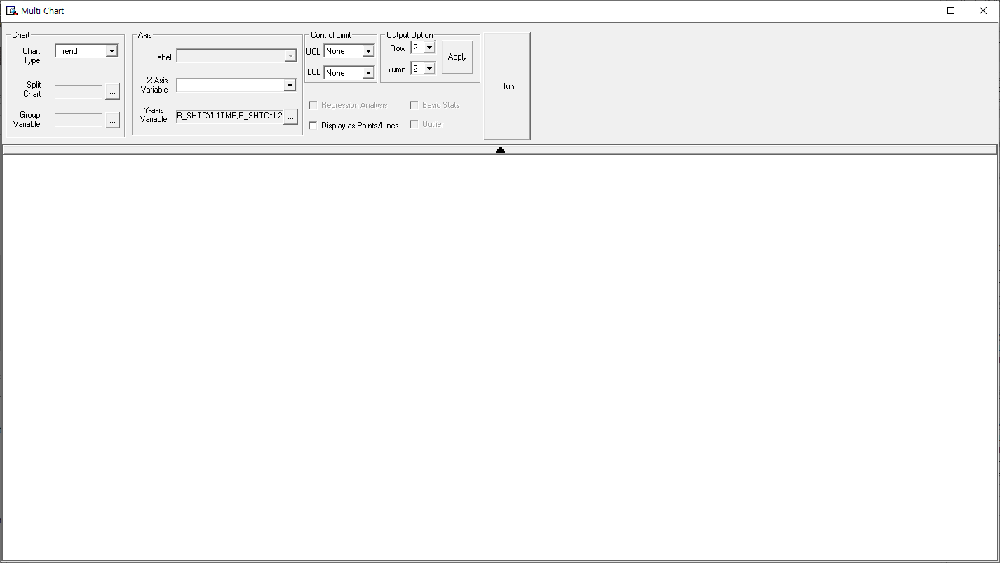 Multi Chart
Chart
Chart
Type
Trend
Split
Chart
...
Group
Variable
...
Axis
Label
X-Axis
Variable
Y-axis
Variable
R_SHTCYL1TMP,R_SHTCYL2
...
Control Limit
UCL
None
LCL
None
Output Option
Row
2
lumn
2
Apply
Regression Analysis
Basic Stats
Display as Points/Lines
Outlier
Run